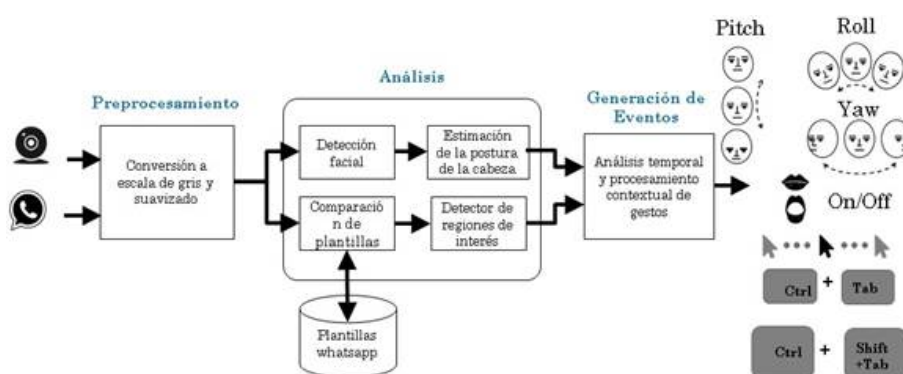 Preprocesamiento
Conversión a
escala de gris y
suavizado
Análisis
Detección
facial
Estimación
de la postura
de la cabeza
Comparació
n de
plantillas
Detector de
regiones de
interés
Plantillas
whatsapp
Generación de
Eventos
Análisis temporal
y procesamiento
contextual de
gestos
Pitch
Roll
Yaw
On/Off
Ctrl + Tab
Ctrl + Shift
+Tab